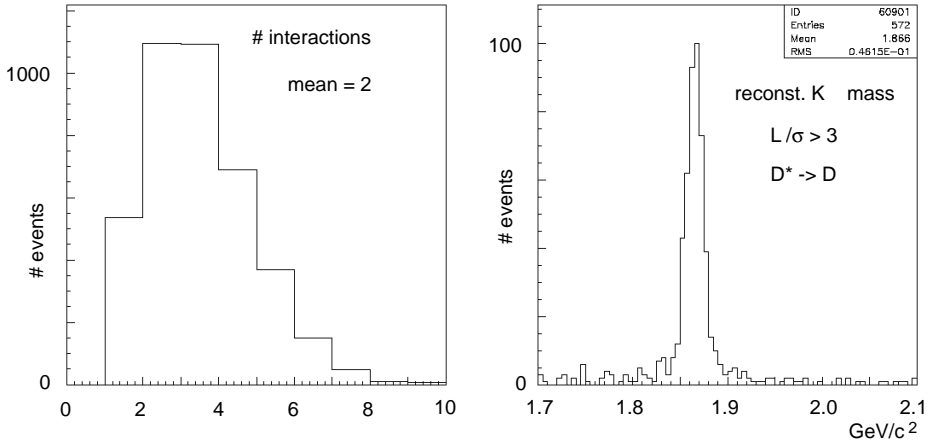 # interactions
mean = 2
1000
0
# events
0 2 4 6 8 10
ID 60901
Entries 572
Mean 1.866
RMS 0.4615E-01
reconst. K mass
L /σ > 3
D* -> D
100
0
# events
1.7 1.8 1.9 2.0 2.1
GeV/c 2